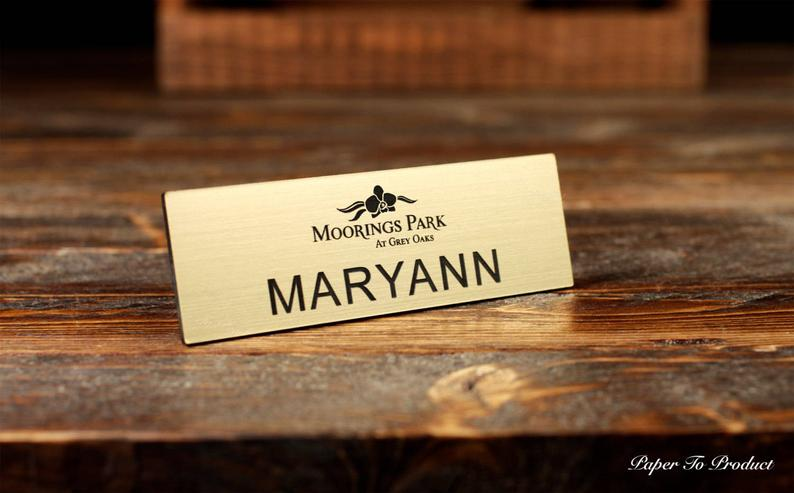 Moorings Park
At Grey Oaks
MARYANN
Paper To Product